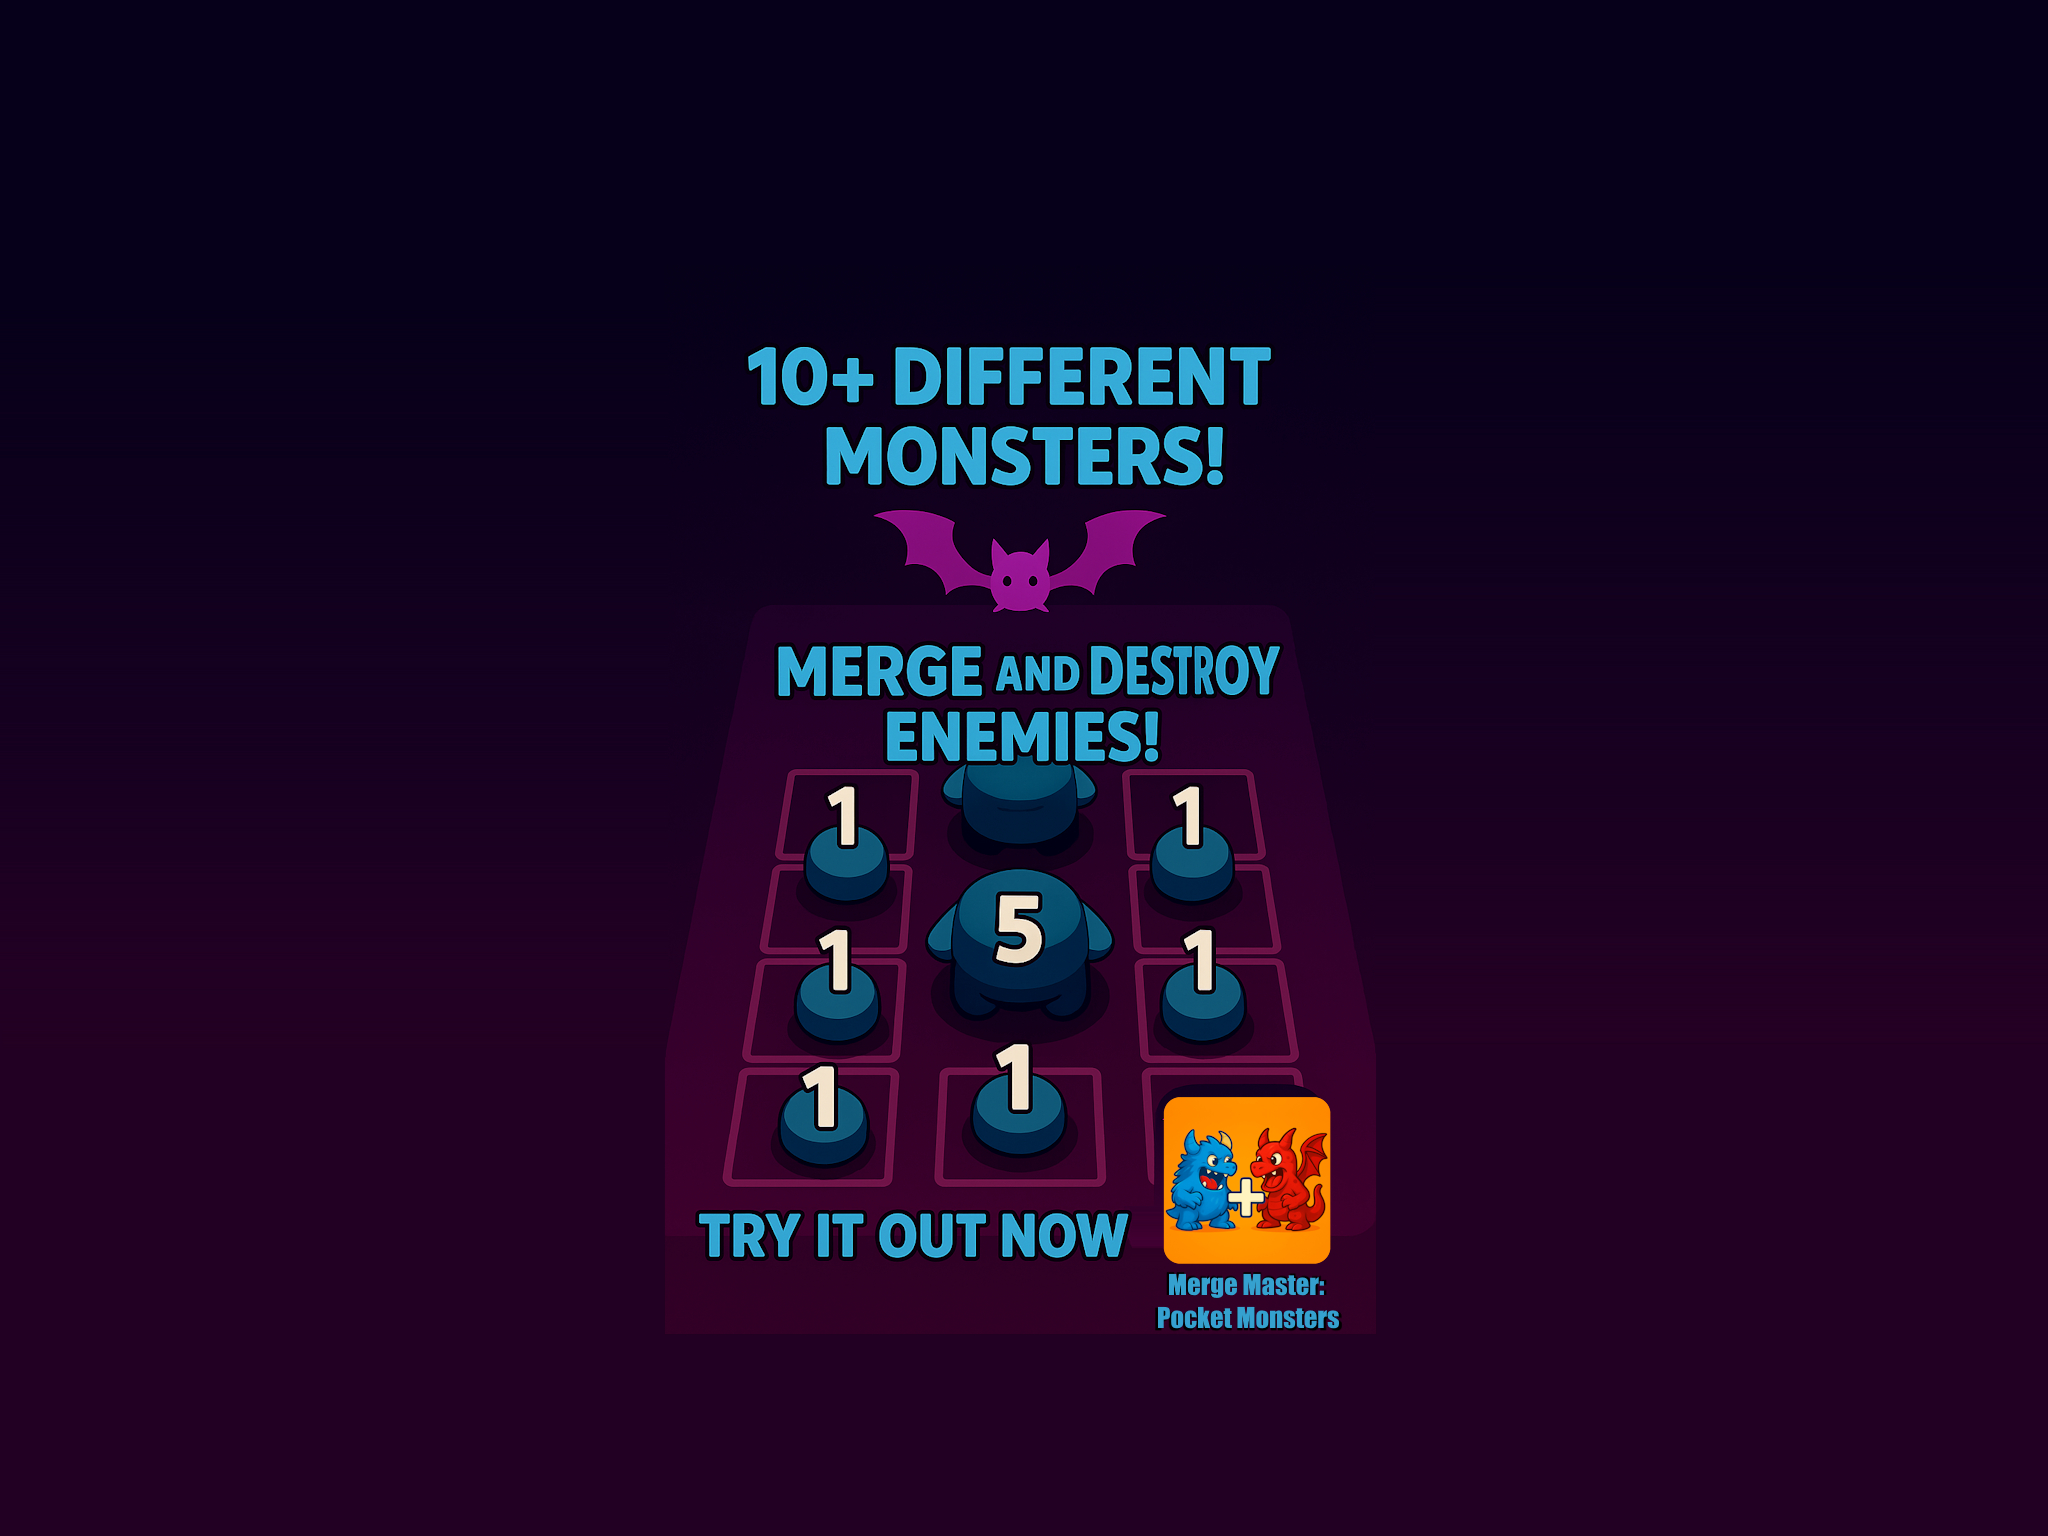 10+ DIFFERENT
MONSTERS!
MERGE AND DESTROY
ENEMIES!
1
1
5
1
1
1
1
TRY IT OUT NOW
Merge Master:
Pocket Monsters